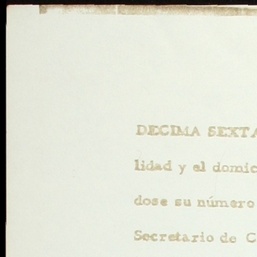 DECIMA SEXTA
lidad y el domic
dose su número
Secretario de C